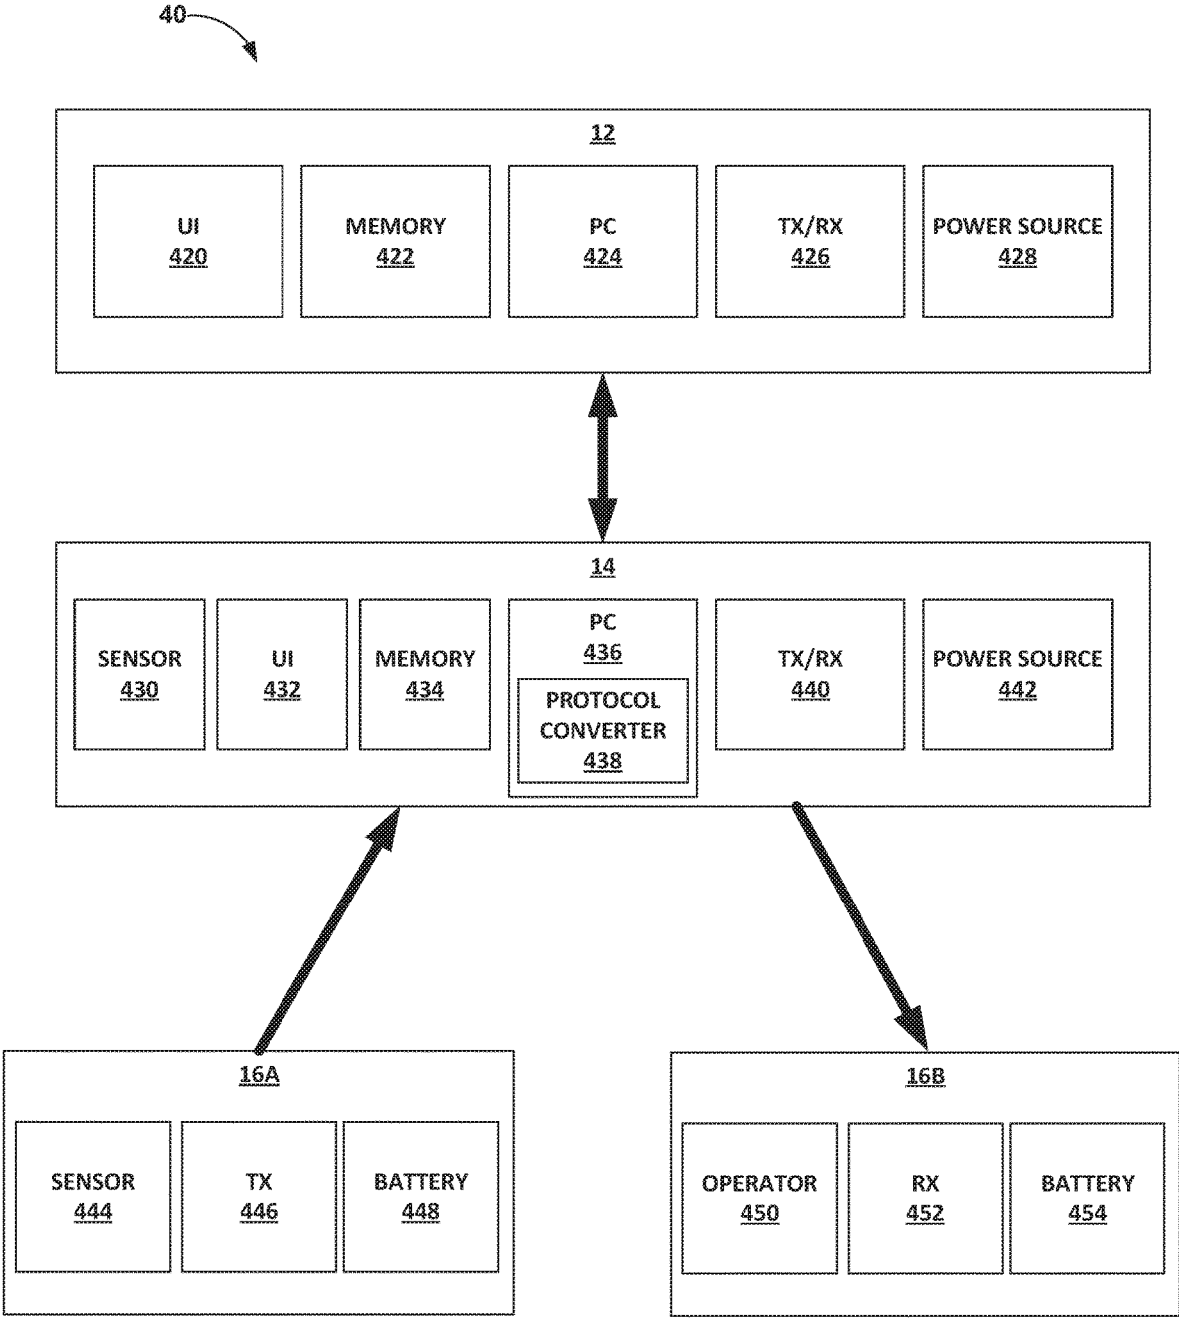 40
12
UI
420
MEMORY
422
PC
424
TX/RX
426
POWER SOURCE
428
14
SENSOR
430
UI
432
MEMORY
434
PC
436
PROTOCOL
CONVERTER
438
TX/RX
440
POWER SOURCE
442
16A
SENSOR
444
TX
446
BATTERY
448
16B
OPERATOR
450
RX
452
BATTERY
454